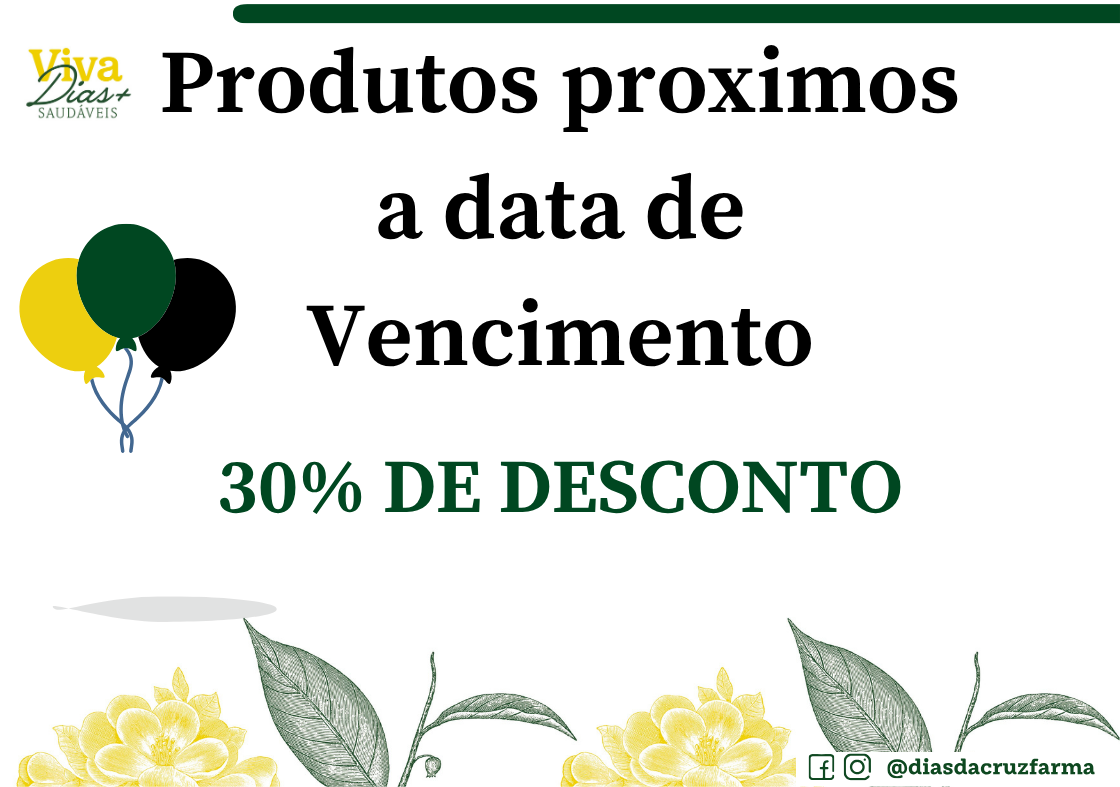 Viva
Dias+
SAUDÁVEIS
Produtos proximos
a data de
Vencimento
30% DE DESCONTO
@diasdacruzfarma